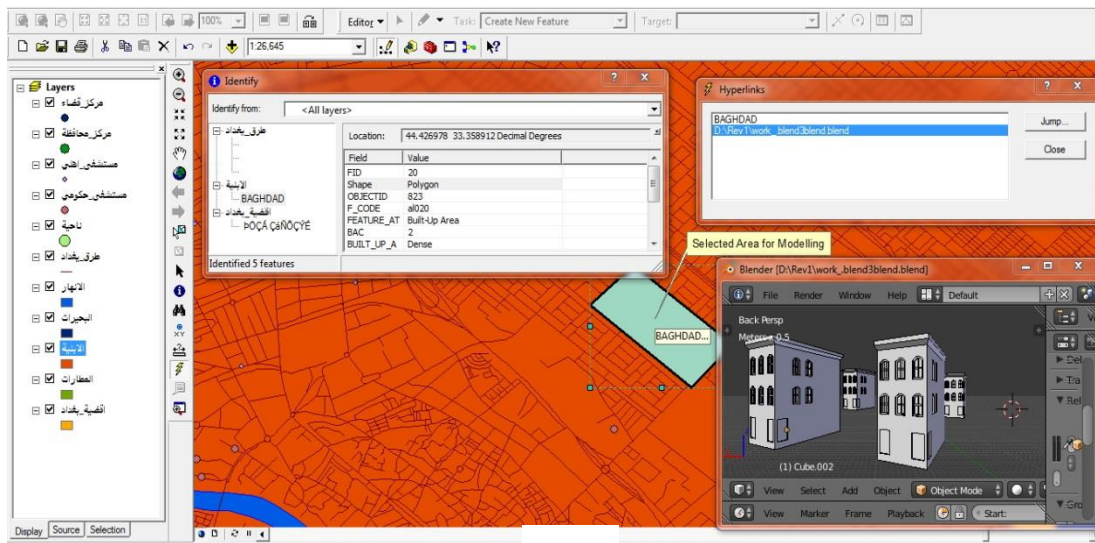 100%
Editor
Task: Create New Feature
Target:
1:26,645
Layers
مركز_قضاء
مركز_محافظة
مستشفى_اهلي
مستشفى_حكومي
ناحية
طرق_بغداد
الانهار
البحيرات
الابنية
المطارات
اقضية_بغداد
Display Source Selection
Identify
Identify from: <All layers>
طرق_بغداد
الابنية
BAGHDAD
اقضية_بغداد
Location: 44.426978 33.358912 Decimal Degrees
Field Value
FID 20
Shape Polygon
OBJECTID 823
F_CODE al020
FEATURE_AT Built-Up Area
BAC 2
BUILT_UP_A Dense
Identified 5 features
Hyperlinks
BAGHDAD
D:\Rev1\work_.blend3blend.blend
Jump...
Close
Selected Area for Modelling
BAGHDAD...
Blender [D:\Rev1\work_.blend3blend.blend]
File Render Window Help Default
Back Persp
Meters
0.5
(1) Cube.002
View Select Add Object Object Mode
View Marker Frame Playback Start: